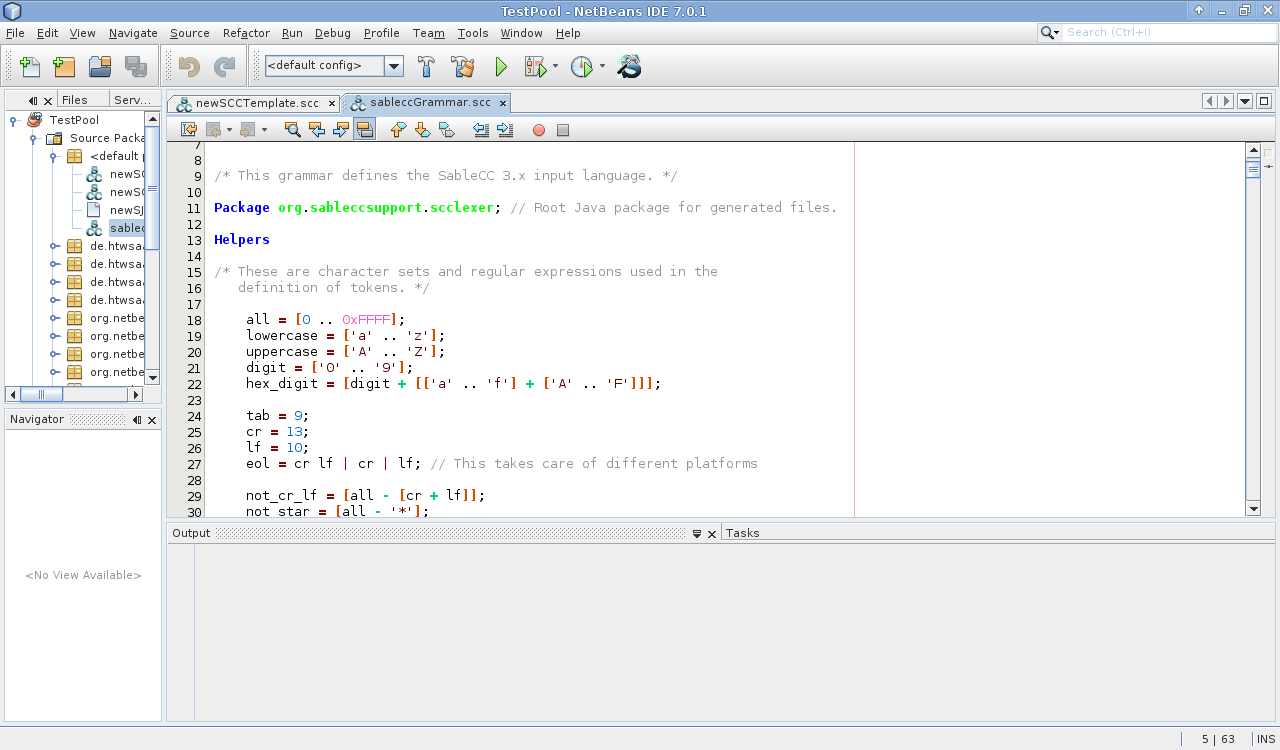 TestPool - NetBeans IDE 7.0.1
File Edit View Navigate Source Refactor Run Debug Profile Team Tools Window Help
Search (Ctrl+I)
<default config>
Files Serv...
newSCCTemplate.scc sableccGrammar.scc
TestPool
Source Packa
<default p
newSC
newSC
newSJ
sablec
de.htwsaa
de.htwsaa
de.htwsaa
de.htwsaa
org.netbe
org.netbe
org.netbe
org.netbe
Navigator
<No View Available>
7
8
9 /* This grammar defines the SableCC 3.x input language. */
10
11 Package org.sableccsupport.scclexer; // Root Java package for generated files.
12
13 Helpers
14
15 /* These are character sets and regular expressions used in the
16 definition of tokens. */
17
18 all = [0 .. 0xFFFF];
19 lowercase = ['a' .. 'z'];
20 uppercase = ['A' .. 'Z'];
21 digit = ['0' .. '9'];
22 hex_digit = [digit + [['a' .. 'f'] + ['A' .. 'F']]];
23
24 tab = 9;
25 cr = 13;
26 lf = 10;
27 eol = cr lf | cr | lf; // This takes care of different platforms
28
29 not_cr_lf = [all - [cr + lf]];
30 not_star = [all - '*'];
Output Tasks
5 | 63 INS